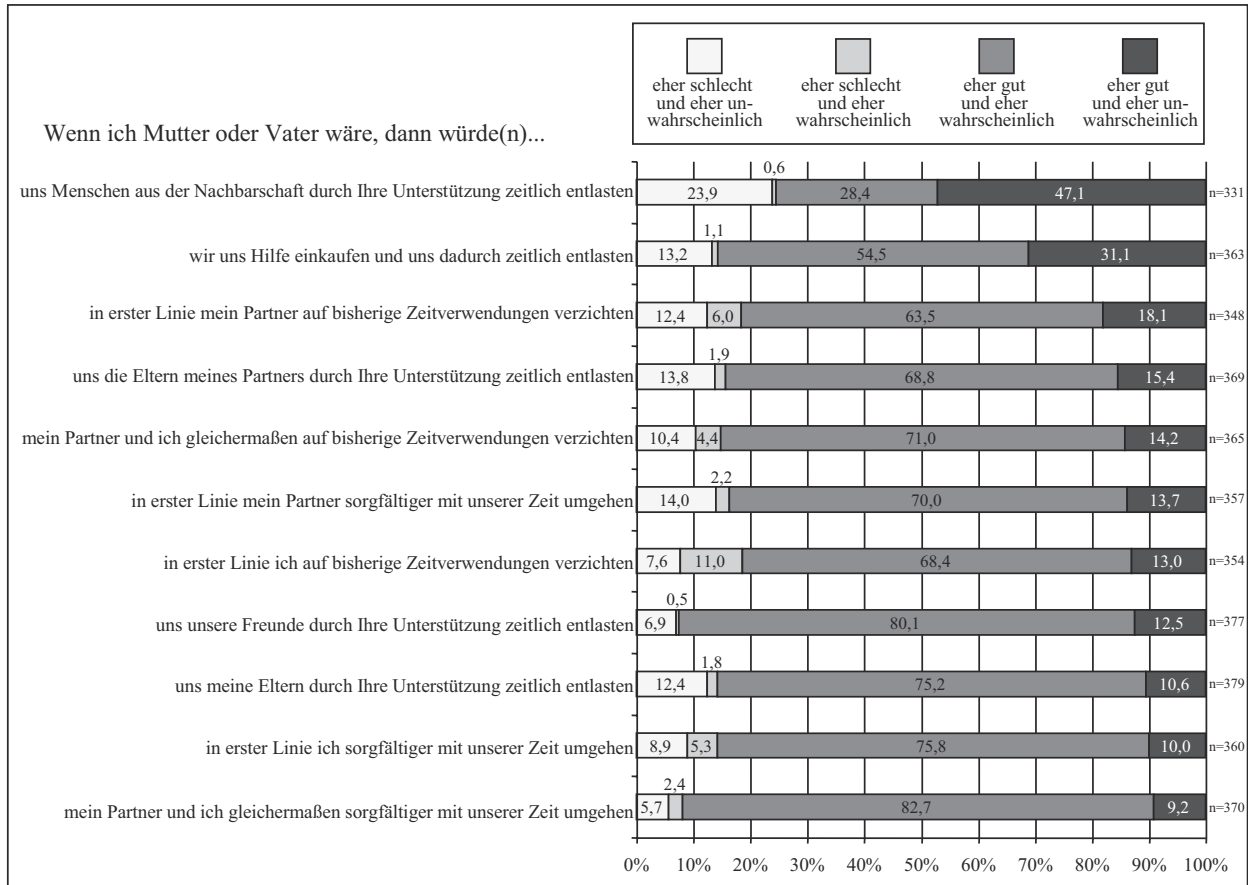 eher schlecht
und eher un-
wahrscheinlich
eher schlecht
und eher
wahrscheinlich
eher gut
und eher
wahrscheinlich
eher gut
und eher un-
wahrscheinlich
Wenn ich Mutter oder Vater wäre, dann würde(n)...
0,6
uns Menschen aus der Nachbarschaft durch Ihre Unterstützung zeitlich entlasten 23,9 28,4 47,1 n=331
1,1
wir uns Hilfe einkaufen und uns dadurch zeitlich entlasten 13,2 54,5 31,1 n=363
in erster Linie mein Partner auf bisherige Zeitverwendungen verzichten 12,4 6,0 63,5 18,1 n=348
1,9
uns die Eltern meines Partners durch Ihre Unterstützung zeitlich entlasten 13,8 68,8 15,4 n=369
mein Partner und ich gleichermaßen auf bisherige Zeitverwendungen verzichten 10,4 4,4 71,0 14,2 n=365
2,2
in erster Linie mein Partner sorgfältiger mit unserer Zeit umgehen 14,0 70,0 13,7 n=357
in erster Linie ich auf bisherige Zeitverwendungen verzichten 7,6 11,0 68,4 13,0 n=354
0,5
uns unsere Freunde durch Ihre Unterstützung zeitlich entlasten 6,9 80,1 12,5 n=377
1,8
uns meine Eltern durch Ihre Unterstützung zeitlich entlasten 12,4 75,2 10,6 n=379
in erster Linie ich sorgfältiger mit unserer Zeit umgehen 8,9 5,3 75,8 10,0 n=360
2,4
mein Partner und ich gleichermaßen sorgfältiger mit unserer Zeit umgehen 5,7 82,7 9,2 n=370
0% 10% 20% 30% 40% 50% 60% 70% 80% 90% 100%